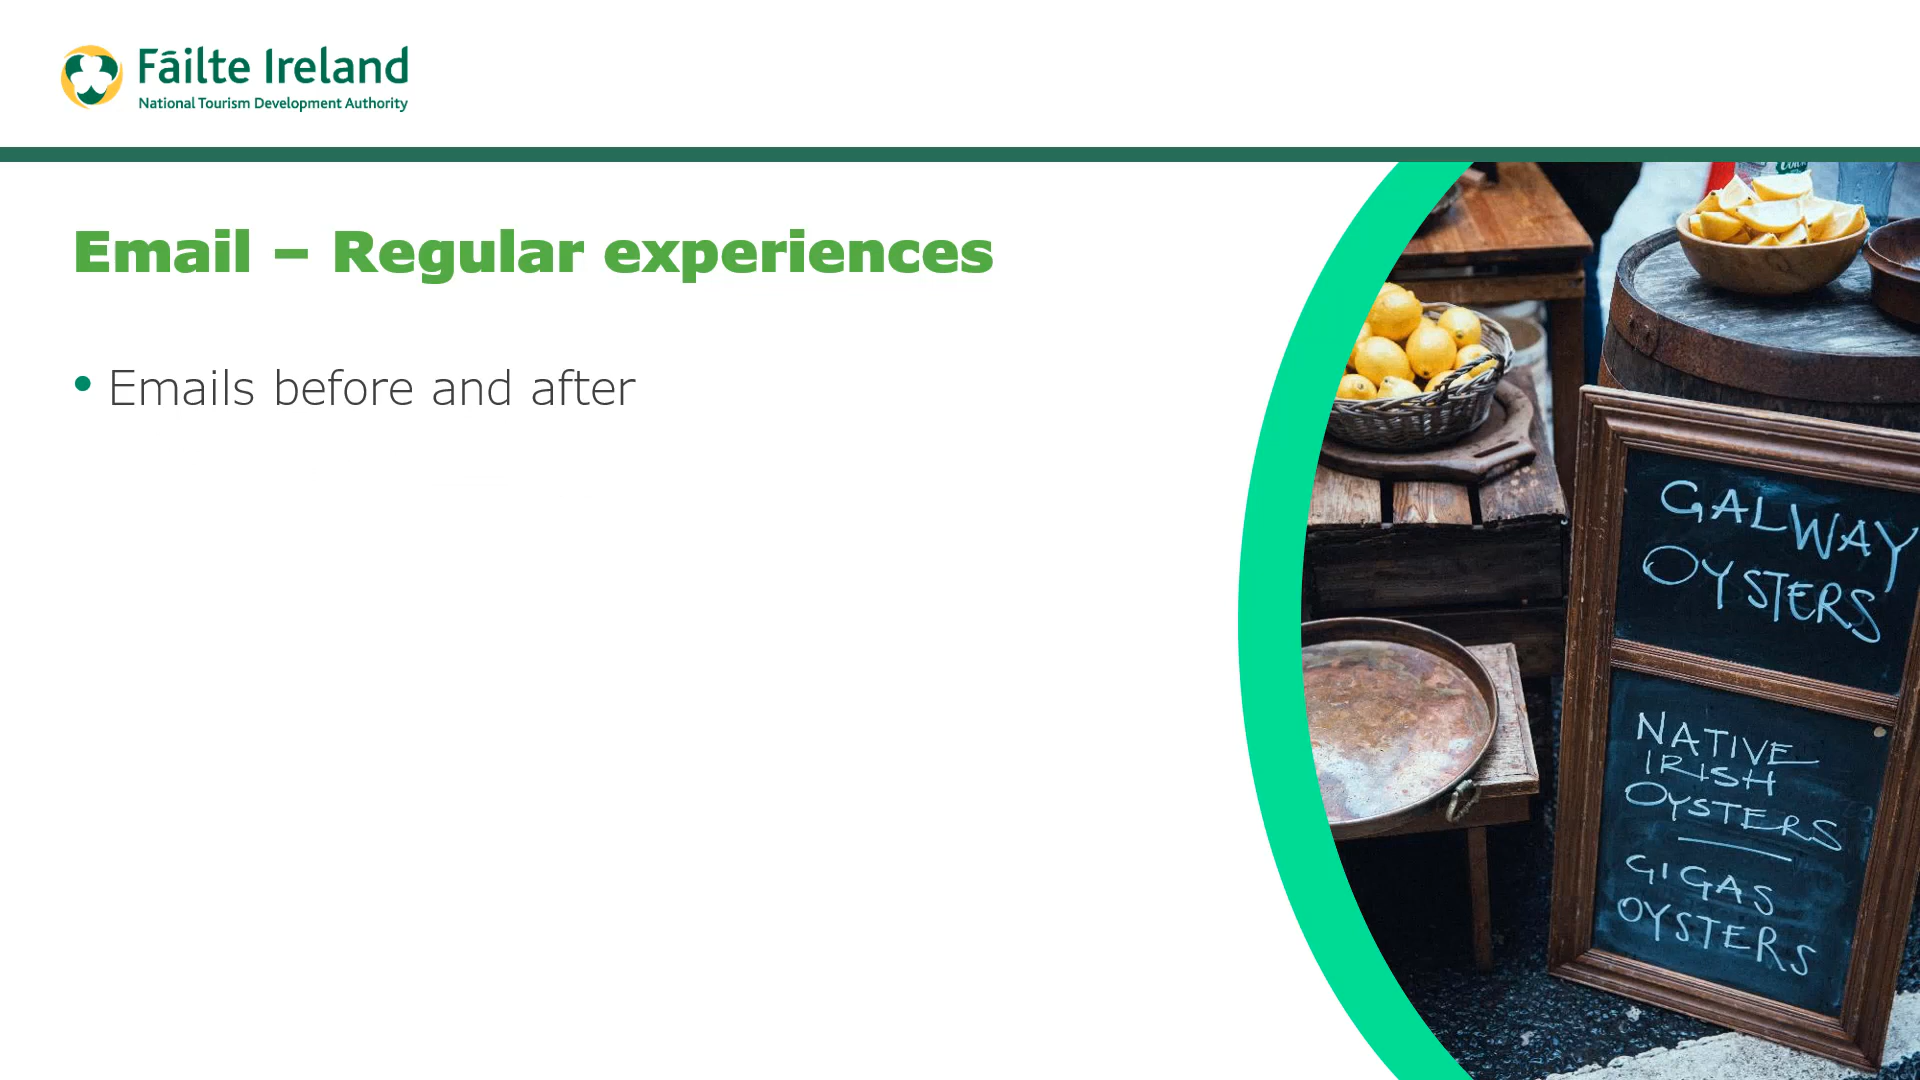 Fáilte Ireland
National Tourism Development Authority
Email – Regular experiences
• Emails before and after
GALWAY
OYSTERS
NATIVE
IRISH
OYSTERS
GIGAS
OYSTERS